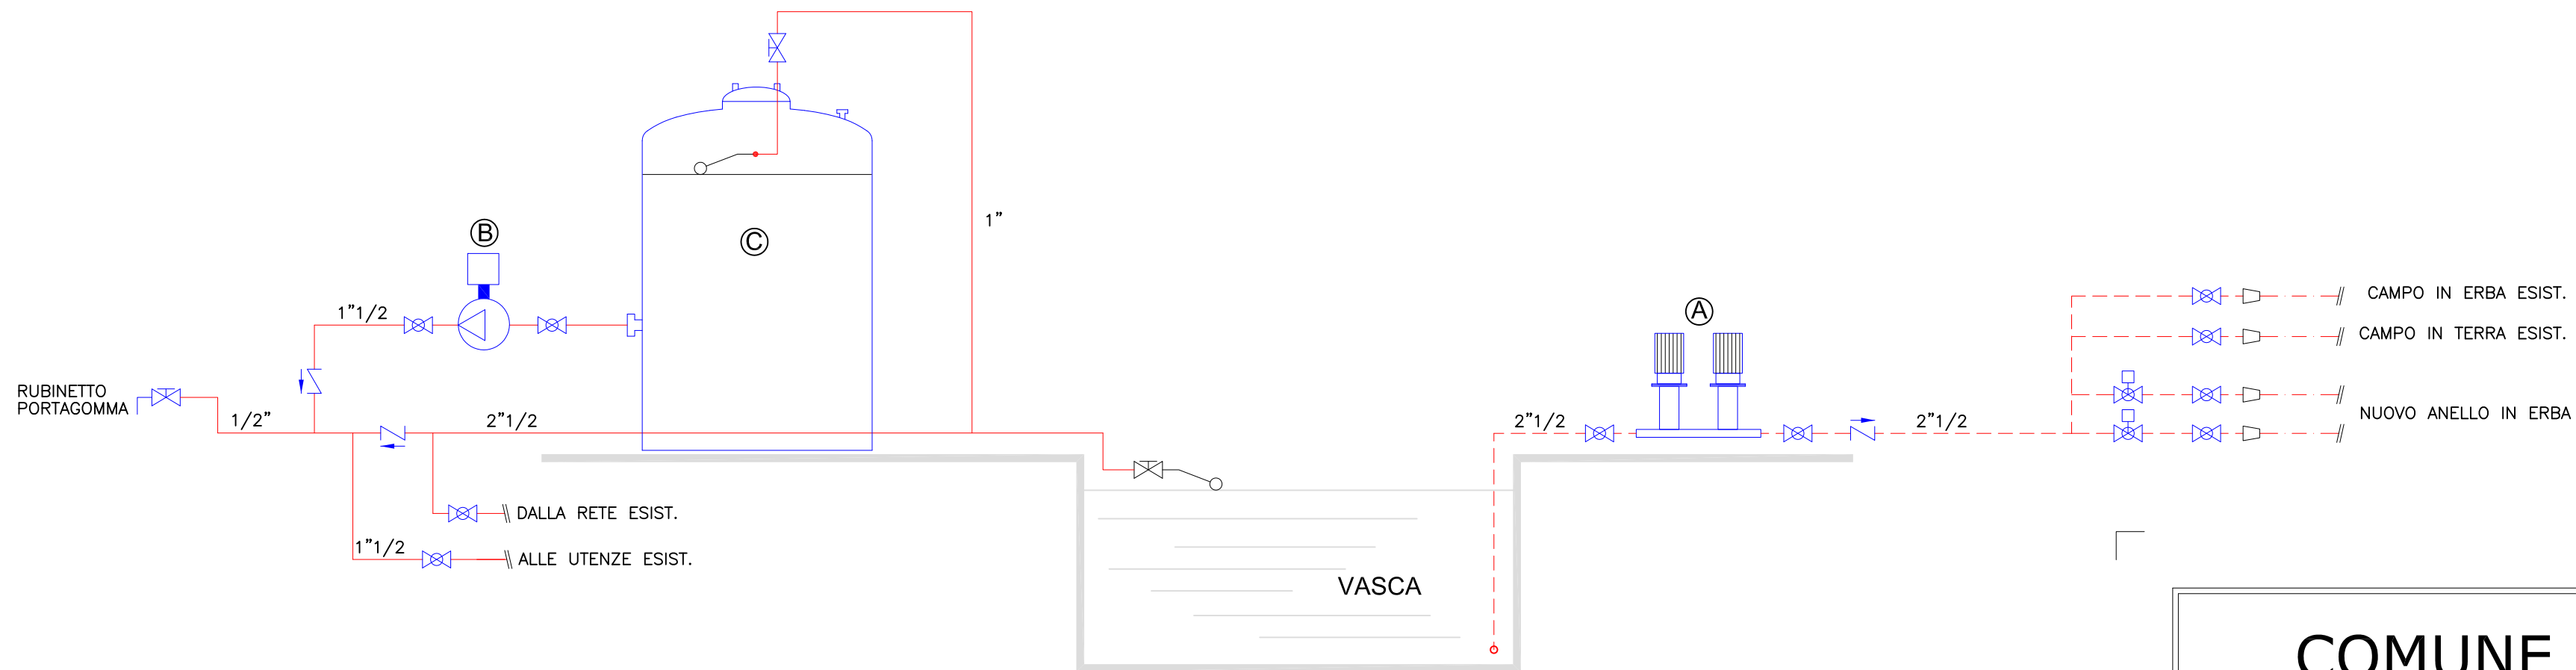 1"
B
C
1"1/2
A
CAMPO IN ERBA ESIST.
CAMPO IN TERRA ESIST.
RUBINETTO
PORTAGOMMA
1/2"
2"1/2
2"1/2
2"1/2
NUOVO ANELLO IN ERBA
DALLA RETE ESIST.
1"1/2
ALLE UTENZE ESIST.
VASCA
COMUNE